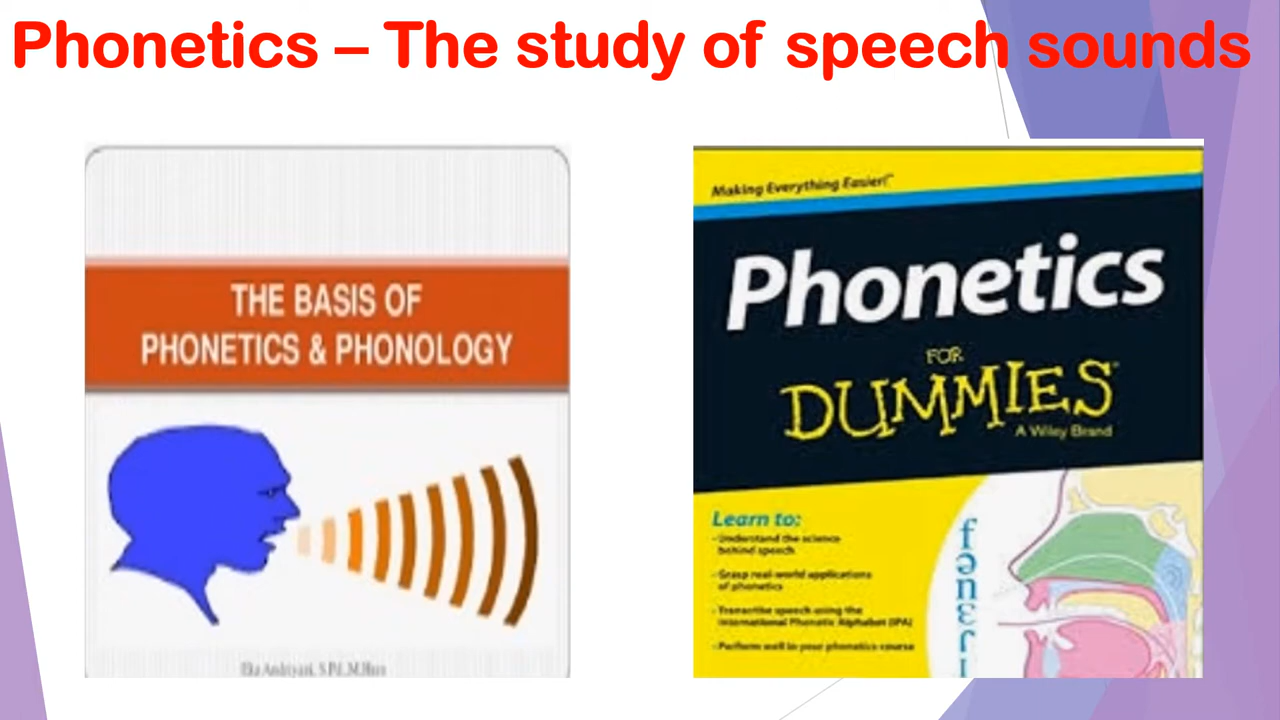 Phonetics – The study of speech sounds
THE BASIS OF
PHONETICS & PHONOLOGY
Making Everything Easier!™
Phonetics
FOR
DUMMIES®
A Wiley Brand
Learn to:
- Understand the science
behind speech
- Grasp real-world applications
of phonetics
- Transcribe speech using the
International Phonetic Alphabet (IPA)
- Perform well in your phonetics course